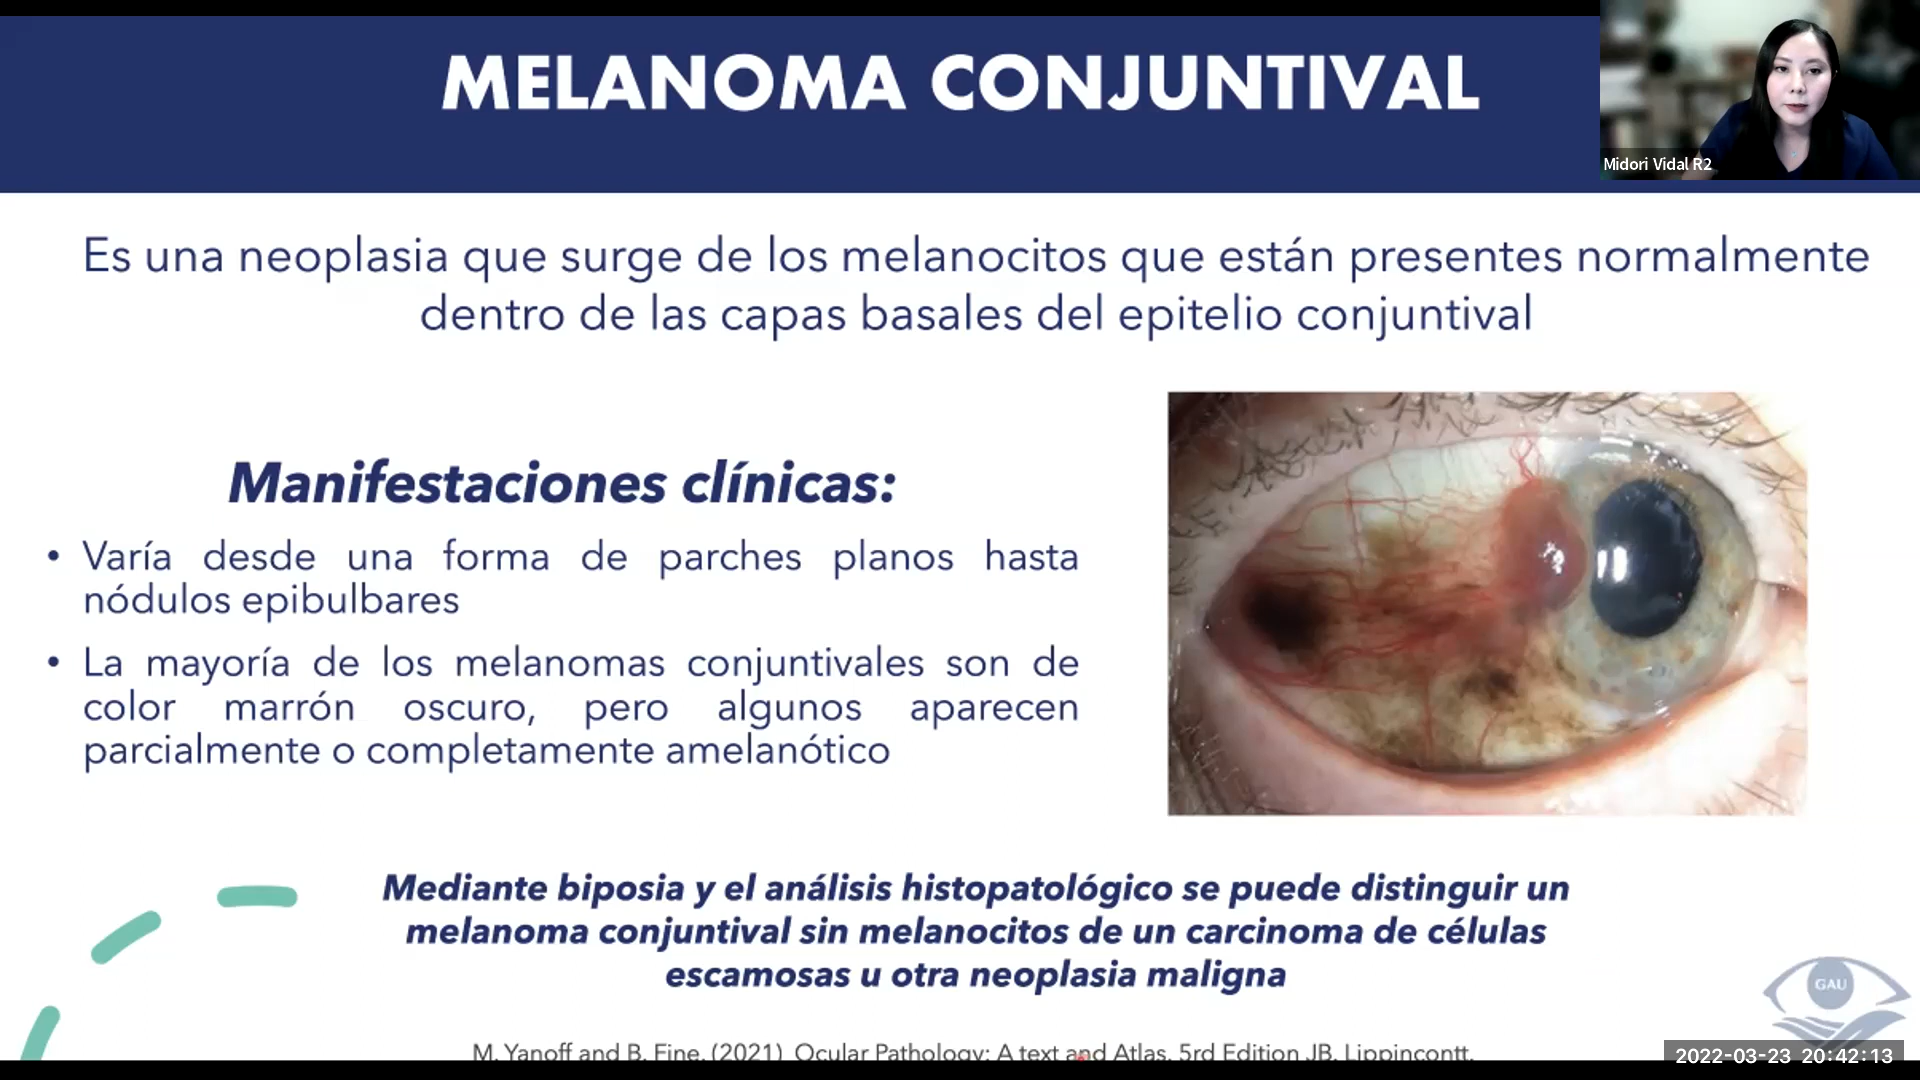 MELANOMA CONJUNTIVAL
Midori Vidal R2
Es una neoplasia que surge de los melanocitos que están presentes normalmente
dentro de las capas basales del epitelio conjuntival
Manifestaciones clínicas:
• Varía desde una forma de parches planos hasta
nódulos epibulbares
• La mayoría de los melanomas conjuntivales son de
color marrón oscuro, pero algunos aparecen
parcialmente o completamente amelanótico
Mediante biposia y el análisis histopatológico se puede distinguir un
melanoma conjuntival sin melanocitos de un carcinoma de células
escamosas u otra neoplasia maligna
GAU
M. Yanoff and B. Fine. (2021) Ocular Pathology: A text and Atlas. 5rd Edition JB. Lippincontt.
2022-03-23 20:42:13